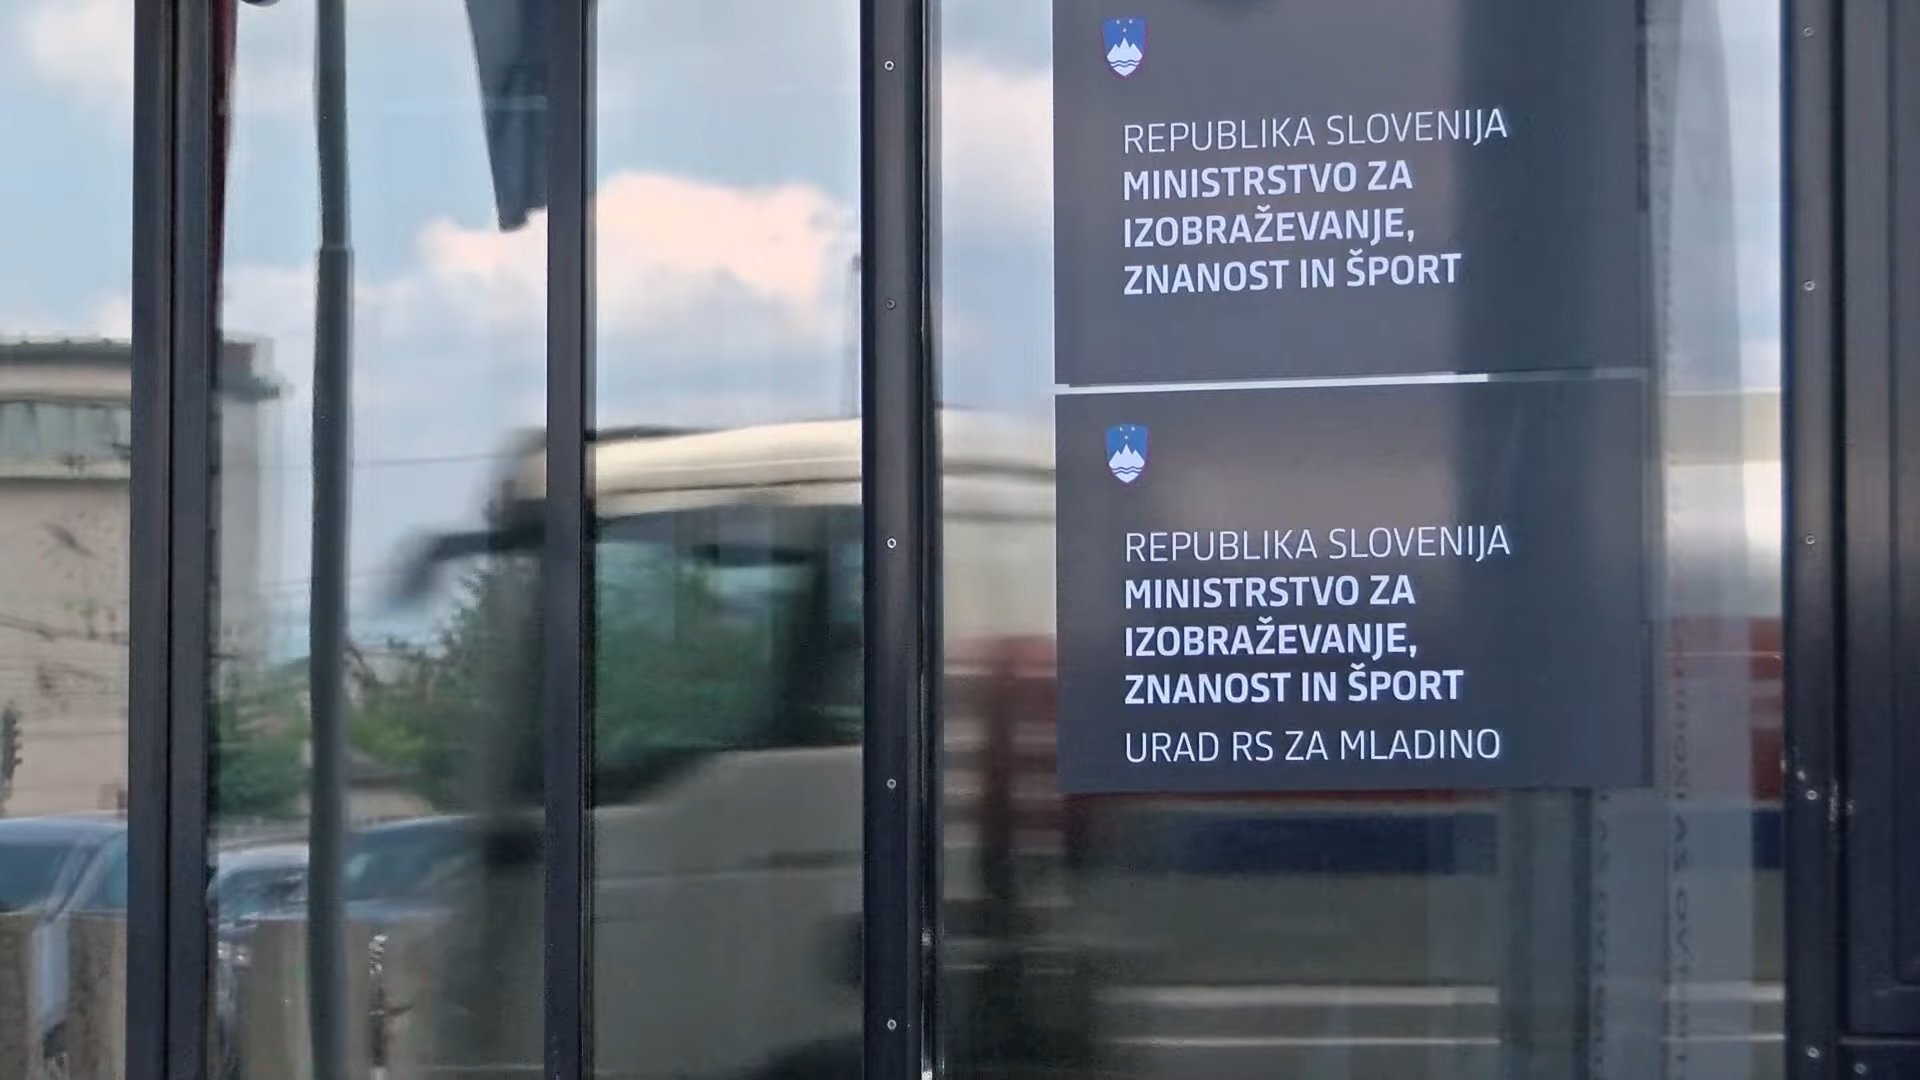 REPUBLIKA SLOVENIJA
MINISTRSTVO ZA
IZOBRAŽEVANJE,
ZNANOST IN ŠPORT
REPUBLIKA SLOVENIJA
MINISTRSTVO ZA
IZOBRAŽEVANJE,
ZNANOST IN ŠPORT
URAD RS ZA MLADINO